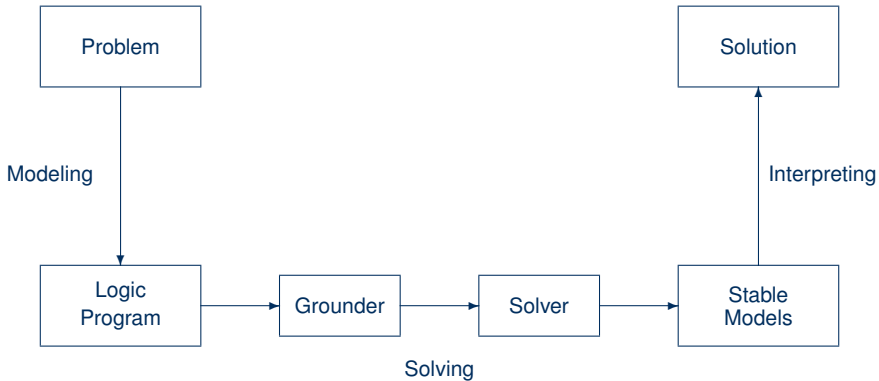 Problem
Solution
Modeling
Interpreting
Logic
Program
Grounder
Solver
Stable
Models
Solving